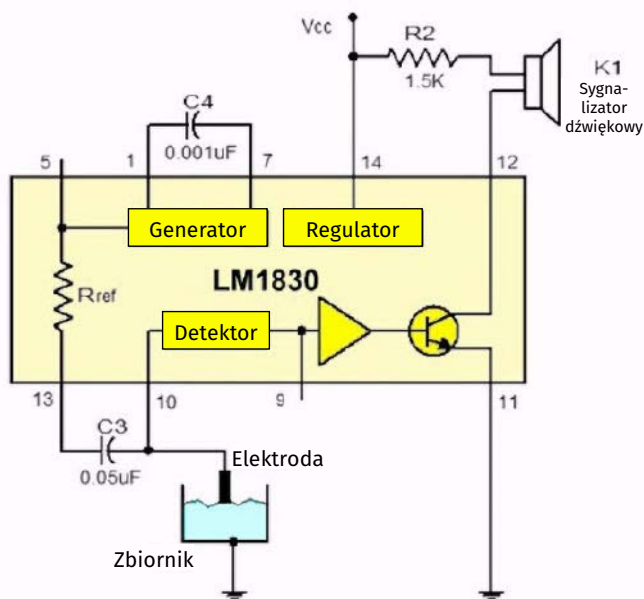 Vcc
R2
1.5K
K1
Sygna-
lizator
dźwiękowy
C4
0.001uF
5
1
7
14
12
Generator
Regulator
LM1830
Rref
Detektor
13
10
9
11
C3
0.05uF
Elektroda
Zbiornik